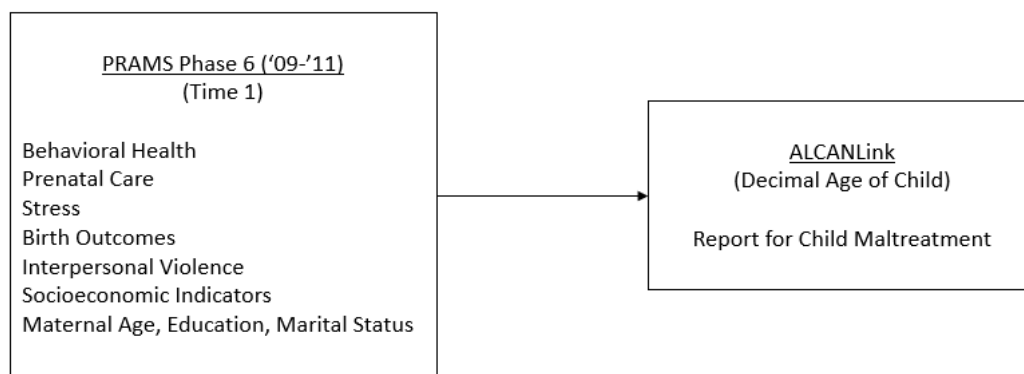 PRAMS Phase 6 (‘09-’11)
(Time 1)
Behavioral Health
Prenatal Care
Stress
Birth Outcomes
Interpersonal Violence
Socioeconomic Indicators
Maternal Age, Education, Marital Status
ALCANLink
(Decimal Age of Child)
Report for Child Maltreatment